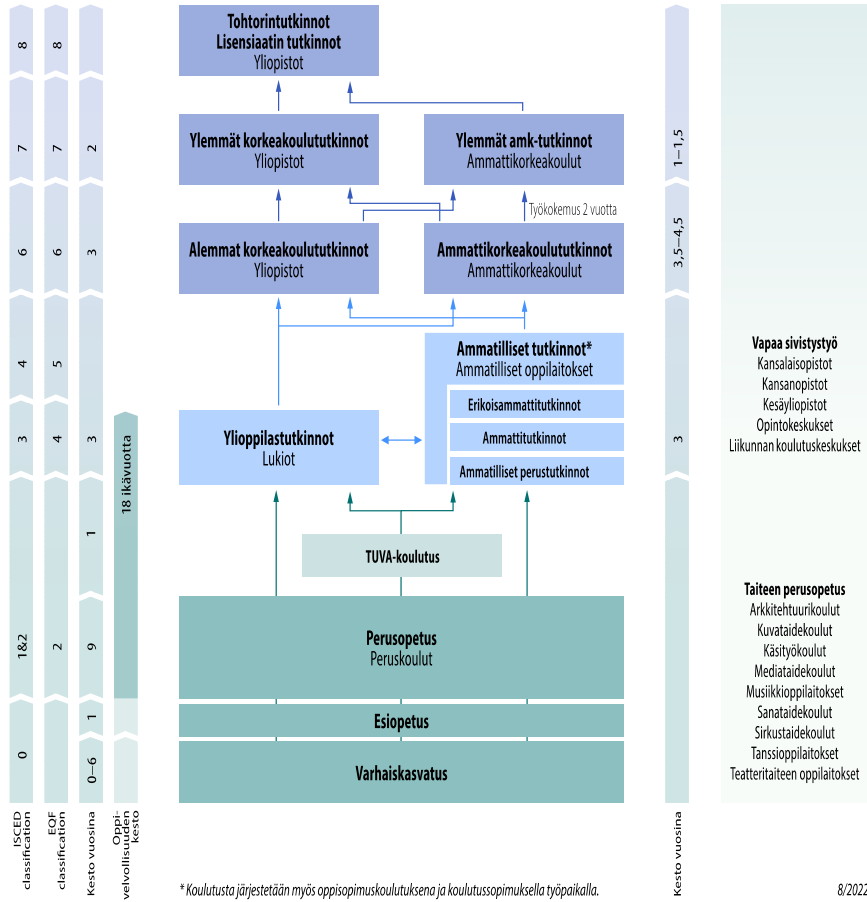 Tohtorintutkinnot
Lisensiaatin tutkinnot
Yliopistot
Ylemmät korkeakoulututkinnot
Yliopistot
Ylemmät amk-tutkinnot
Ammattikorkeakoulut
Työkokemus 2 vuotta
Alemmat korkeakoulututkinnot
Yliopistot
Ammattikorkeakoulututkinnot
Ammattikorkeakoulut
Ammatilliset tutkinnot*
Ammatilliset oppilaitokset
Erikoisammattitutkinnot
Ammattitutkinnot
Ammatilliset perustutkinnot
Ylioppilastutkinnot
Lukiot
TUVA-koulutus
Perusopetus
Peruskoulut
Esiopetus
Varhaiskasvatus
8
7
6
4
3
1&2
0
ISCED
classification
8
7
6
5
4
2
EQF
classification
2
3
3
1
9
1
0–6
Kesto vuosina
18 ikävuotta
Oppi-
velvollisuuden
kesto
1–1,5
3,5–4,5
3
Kesto vuosina
Vapaa sivistystyö
Kansalaisopistot
Kansanopistot
Kesäyliopistot
Opintokeskukset
Liikunnan koulutuskeskukset
Taiteen perusopetus
Arkkitehtuurikoulut
Kuvataidekoulut
Käsityökoulut
Mediataidekoulut
Musiikkioppilaitokset
Sanataidekoulut
Sirkustaidekoulut
Tanssioppilaitokset
Teatteritaiteen oppilaitokset
* Koulutusta järjestetään myös oppisopimuskoulutuksena ja koulutussopimuksella työpaikalla.
8/2022